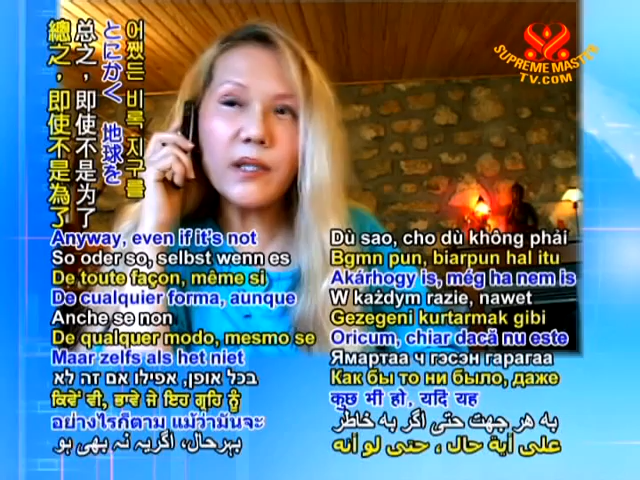 SUPREME MASTER
TV.COM
어쨌든 비록 지구를
とにかく 地球を
总之，即使不是为了
總之，即使不是為了
Anyway, even if it's not
So oder so, selbst wenn es
De toute façon, même si
De cualquier forma, aunque
Anche se non
De qualquer modo, mesmo se
Maar zelfs als het niet
בכל אופן, אפילו אם זה לא
ਕਿਵੇਂ ਵੀ, ਭਾਵੇਂ ਜੇ ਇਹ ਗ੍ਰਹਿ ਨੂੰ
อย่างไรก็ตาม แม้ว่ามันจะ
بہرحال، اگریہ نہ بھی ہو
Dù sao, cho dù không phải
Bgmn pun, biarpun hal itu
Akárhogy is, még ha nem is
W każdym razie, nawet
Gezegeni kurtarmak gibi
Oricum, chiar dacă nu este
Ямартаа ч гэсэн гарагаа
Как бы то ни было, даже
कुछ भी हो, यदि यह
به هر جهت حتی اگر به خاطر
على أية حال ، حتى لو أنه